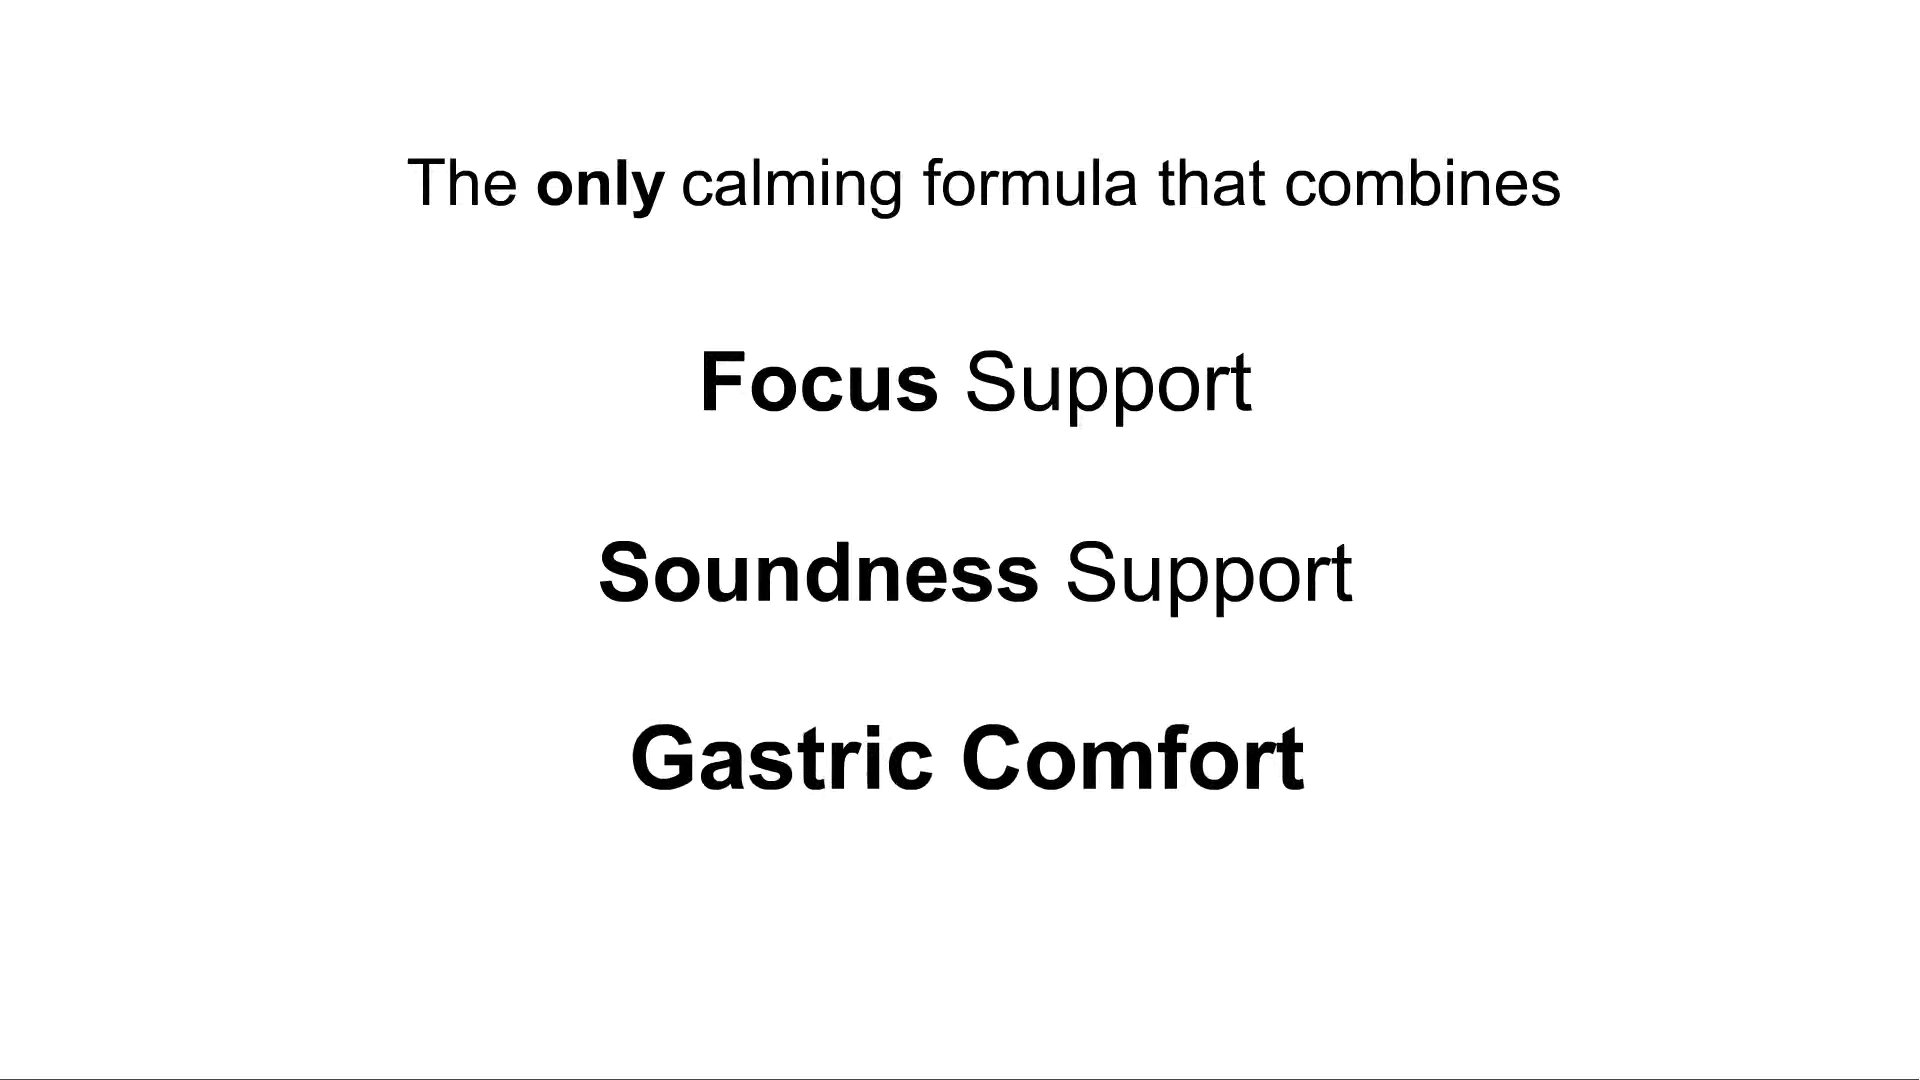 The only calming formula that combines
Focus Support
Soundness Support
Gastric Comfort